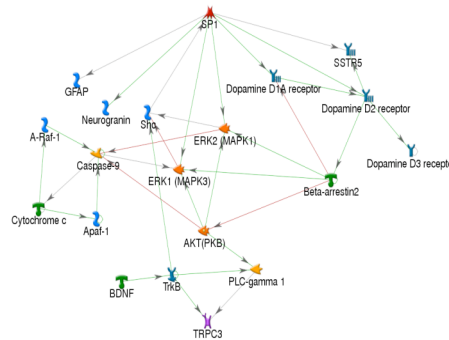 SP1
SSTR5
GFAP
Dopamine D1A receptor
Dopamine D2 receptor
Neurogranin
Shc
A-Raf-1
ERK2 (MAPK1)
Dopamine D3 recepto
Caspase-9
ERK1 (MAPK3)
Beta-arrestin2
Cytochrome c
Apaf-1
AKT(PKB)
BDNF
TrkB
PLC-gamma 1
TRPC3